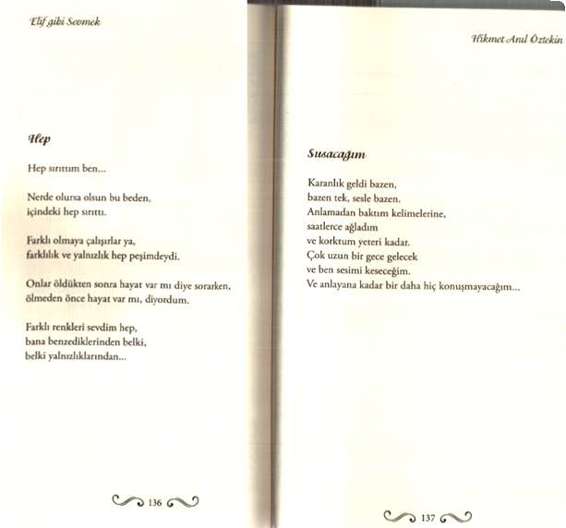 Elif gibi Sevmek
Hep
Hep sırıttım ben...
Nerde olursa olsun bu beden,
içindeki hep sırıttı.
Farklı olmaya çalışırlar ya,
farklılık ve yalnızlık hep peşimdeydi.
Onlar öldükten sonra hayat var mı diye sorarken,
ölmeden önce hayat var mı, diyordum.
Farklı renkleri sevdim hep,
bana benzediklerinden belki,
belki yalnızlıklarından...
136
Hikmet Anıl Öztekin
Susacağım
Karanlık geldi bazen,
bazen tek, sesle bazen.
Anlamadan baktım kelimelerine,
saatlerce ağladım
ve korktum yeteri kadar.
Çok uzun bir gece gelecek
ve ben sesimi keseceğim.
Ve anlayana kadar bir daha hiç konuşmayacağım...
137